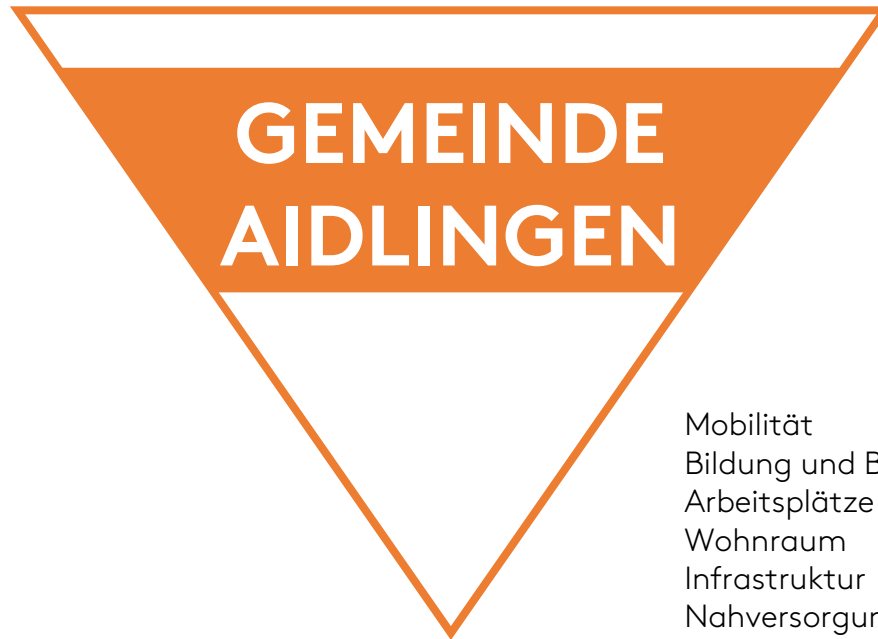 GEMEINDE
AIDLINGEN
Mobilität
Bildung und B
Arbeitsplätze
Wohnraum
Infrastruktur
Nahversorgun